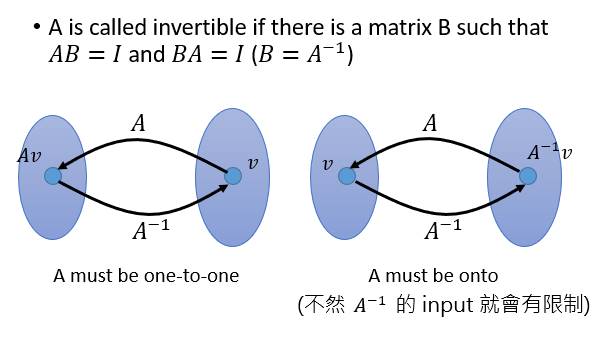 • A is called invertible if there is a matrix B such that
AB = I and BA = I (B = A⁻¹)
A
Av
v
A⁻¹
A must be one-to-one
A
v
A⁻¹v
A⁻¹
A must be onto
(不然 A⁻¹ 的 input 就會有限制)